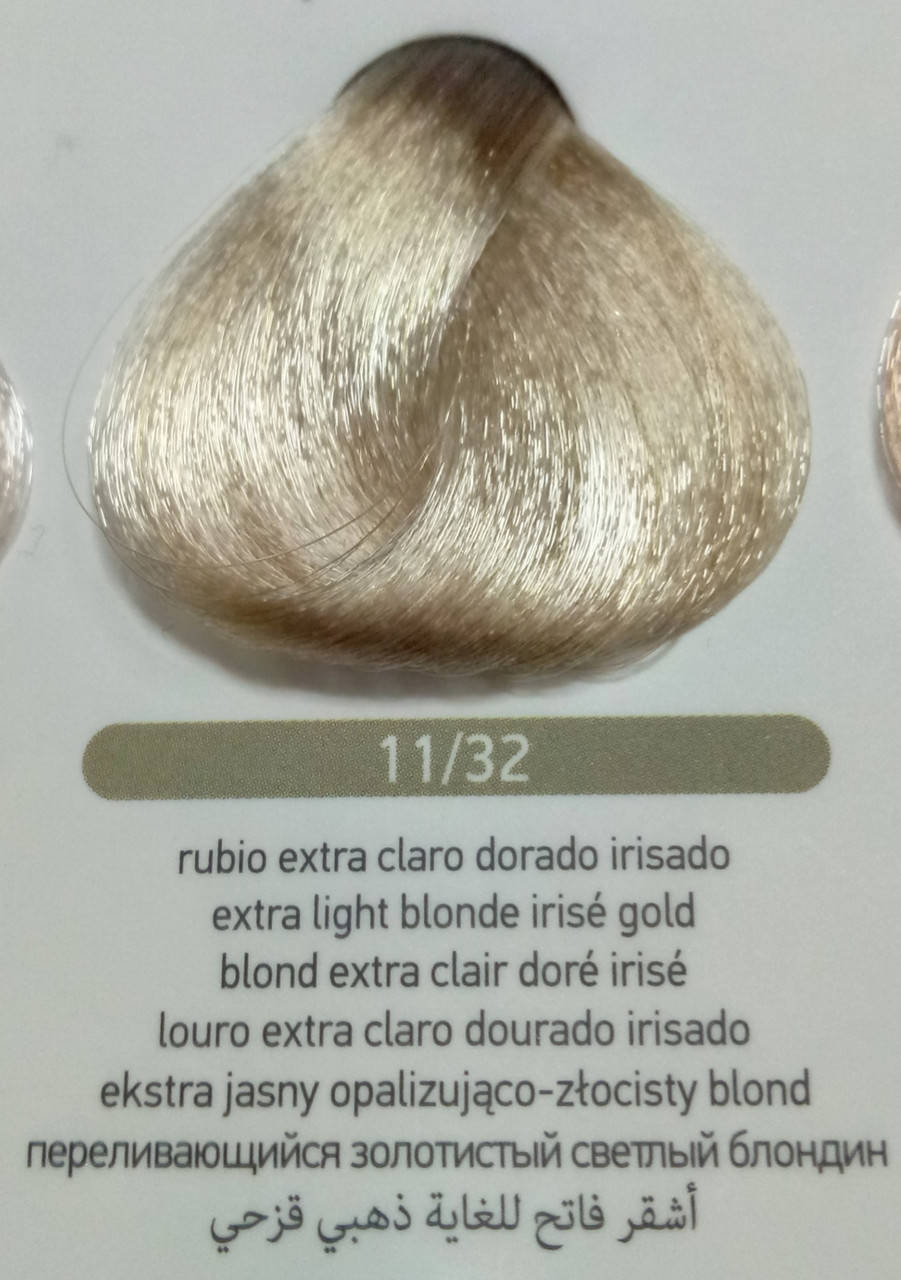 11/32
rubio extra claro dorado irisado
extra light blonde irisé gold
blond extra clair doré irisé
louro extra claro dourado irisado
ekstra jasny opalizująco-złocisty blond
переливающийся золотистый светлый блондин
أشقر فاتح للغاية ذهبي قزحي